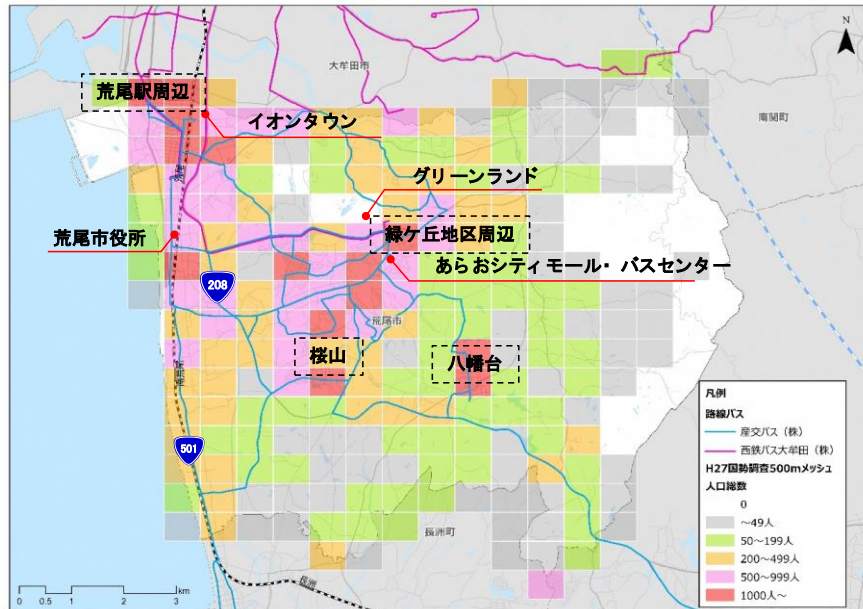 N
大牟田市
荒尾駅周辺
イオンタウン
南関町
荒尾
グリーンランド
荒尾市役所
緑ケ丘地区周辺
あらおシティモール・バスセンター
208
荒尾市
桜山
八幡台
南荒尾
501
長洲町
長洲
0 0.5 1 2 3 km
凡例
路線バス
産交バス（株）
西鉄バス大牟田（株）
H27国勢調査500mメッシュ
人口総数
0
～49人
50～199人
200～499人
500～999人
1000人～